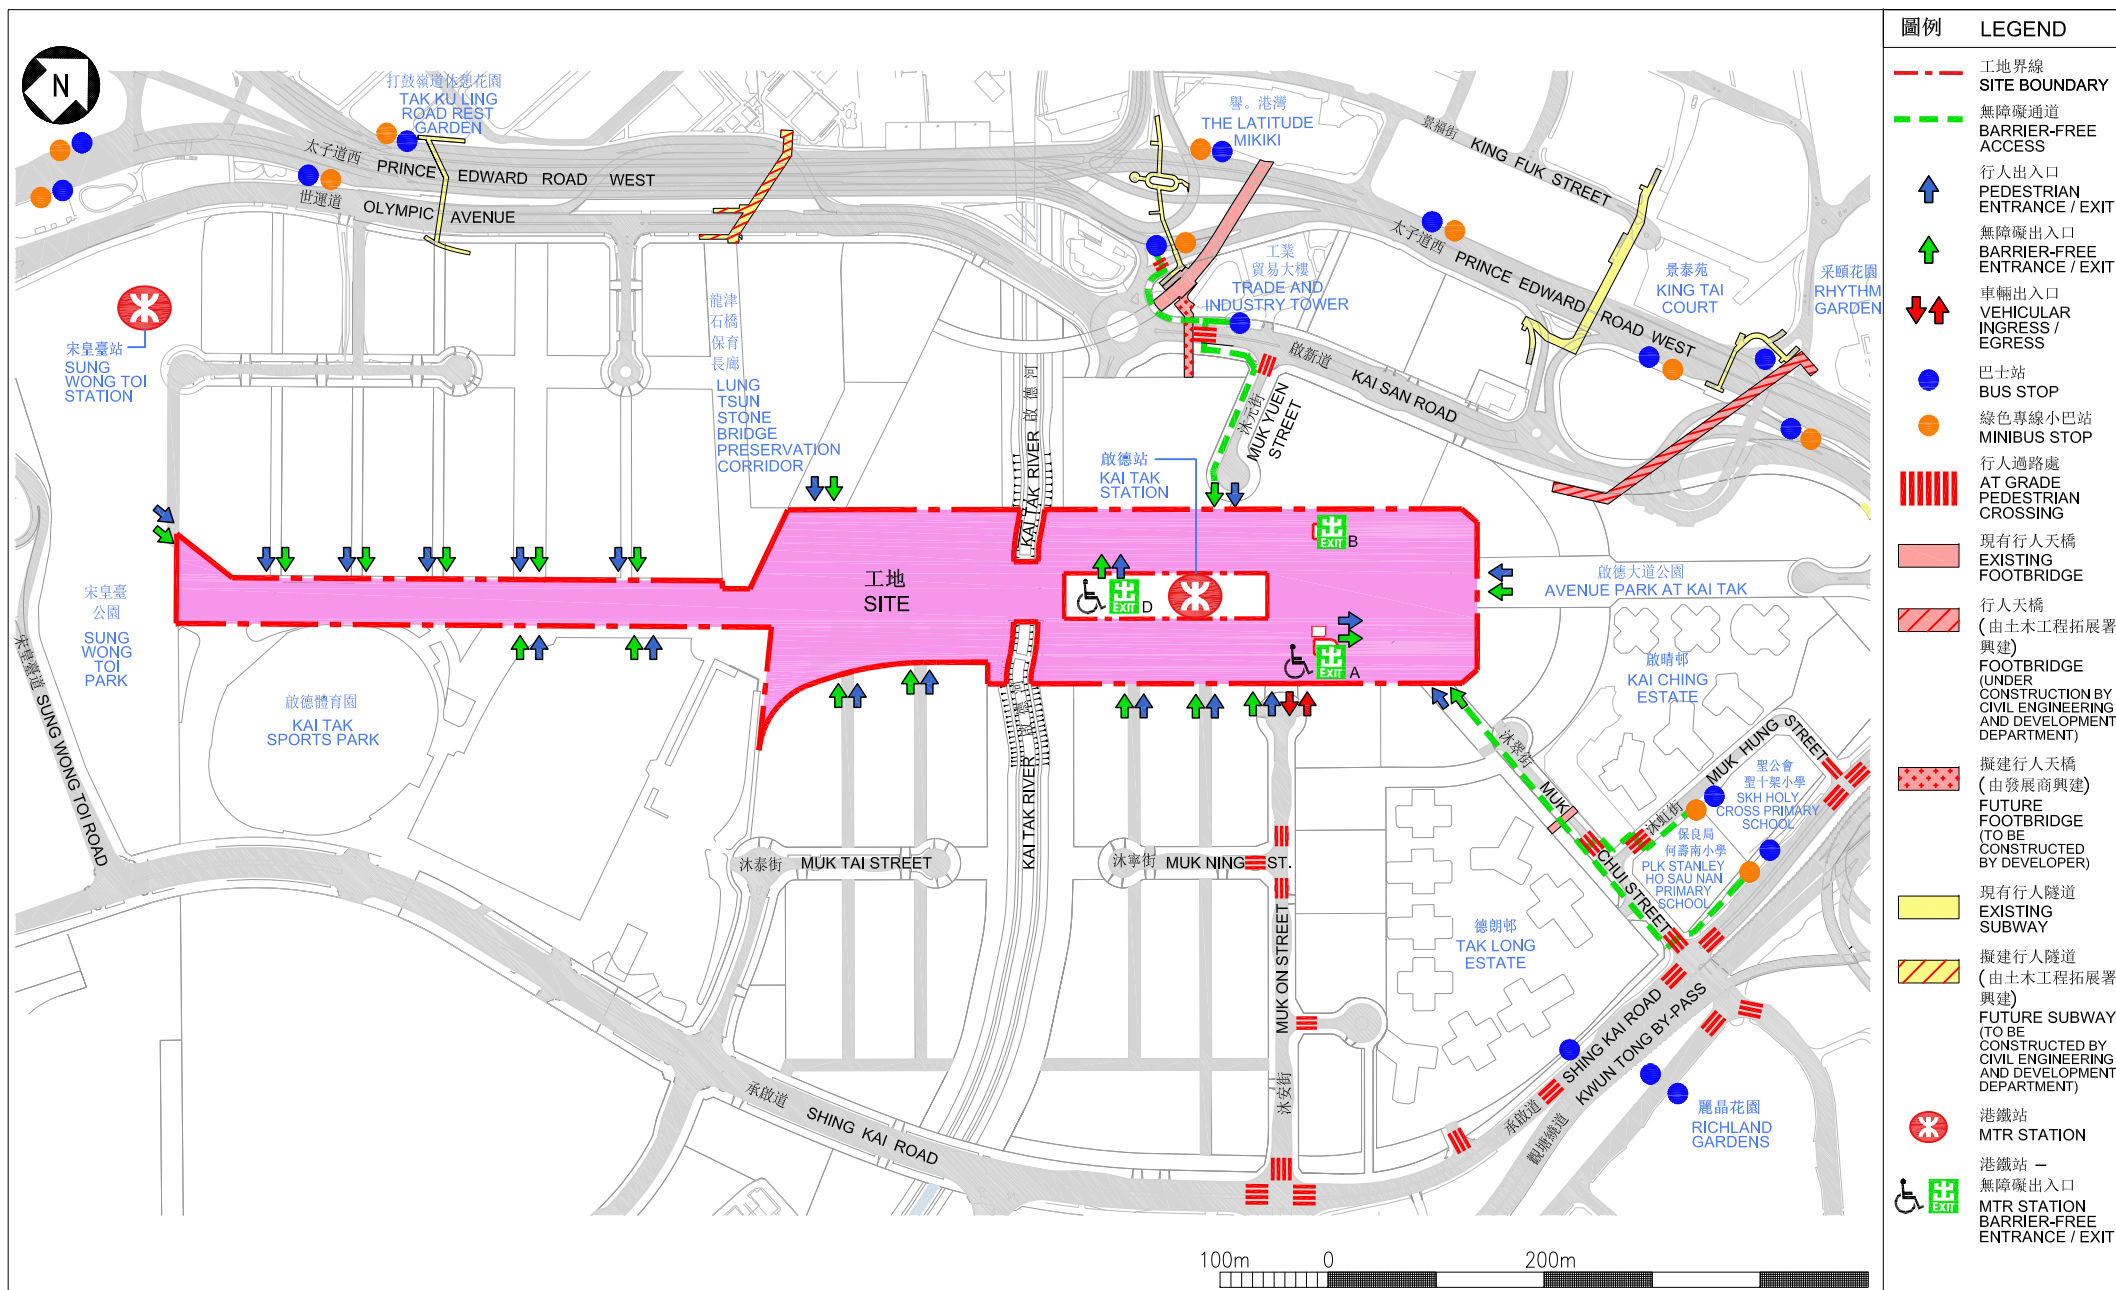 N
打鼓嶺道休憩花園
TAK KU LING
ROAD REST
GARDEN
太子道西 PRINCE EDWARD ROAD WEST
世運道 OLYMPIC AVENUE
宋皇臺站
SUNG
WONG TOI
STATION
龍津
石橋
保育
長廊
LUNG
TSUN
STONE
BRIDGE
PRESERVATION
CORRIDOR
譽。港灣
THE LATITUDE
MIKIKI
景福街 KING FUK STREET
工業
貿易大樓
TRADE AND
INDUSTRY TOWER
太子道西 PRINCE EDWARD ROAD WEST
景泰苑
KING TAI
COURT
采頤花園
RHYTHM
GARDEN
啟新道 KAI SAN ROAD
沐元街
MUK YUEN
STREET
KAI TAK RIVER 啟德河
啟德站
KAI TAK
STATION
工地
SITE
EXIT B
EXIT D
EXIT A
啟德大道公園
AVENUE PARK AT KAI TAK
宋皇臺
公園
SUNG
WONG
TOI
PARK
宋皇臺道 SUNG WONG TOI ROAD
啟德體育園
KAI TAK
SPORTS PARK
KAI TAK RIVER 啟德河
啟晴邨
KAI CHING
ESTATE
沐翠街 MUK CHUI STREET
沐虹街 MUK HUNG STREET
聖公會
聖十架小學
SKH HOLY
CROSS PRIMARY
SCHOOL
保良局
何壽南小學
PLK STANLEY
HO SAU NAN
PRIMARY
SCHOOL
沐泰街 MUK TAI STREET
沐寧街 MUK NING ST.
沐安街 MUK ON STREET
德朗邨
TAK LONG
ESTATE
承啟道 SHING KAI ROAD
承啟道 SHING KAI ROAD
觀塘繞道 KWUN TONG BY-PASS
麗晶花園
RICHLAND
GARDENS
100m 0 200m
圖例 LEGEND
工地界線
SITE BOUNDARY
無障礙通道
BARRIER-FREE
ACCESS
行人出入口
PEDESTRIAN
ENTRANCE / EXIT
無障礙出入口
BARRIER-FREE
ENTRANCE / EXIT
車輛出入口
VEHICULAR
INGRESS /
EGRESS
巴士站
BUS STOP
綠色專線小巴站
MINIBUS STOP
行人過路處
AT GRADE
PEDESTRIAN
CROSSING
現有行人天橋
EXISTING
FOOTBRIDGE
行人天橋
(由土木工程拓展署
興建)
FOOTBRIDGE
(UNDER
CONSTRUCTION BY
CIVIL ENGINEERING
AND DEVELOPMENT
DEPARTMENT)
擬建行人天橋
(由發展商興建)
FUTURE
FOOTBRIDGE
(TO BE
CONSTRUCTED
BY DEVELOPER)
現有行人隧道
EXISTING
SUBWAY
擬建行人隧道
(由土木工程拓展署
興建)
FUTURE SUBWAY
(TO BE
CONSTRUCTED BY
CIVIL ENGINEERING
AND DEVELOPMENT
DEPARTMENT)
港鐵站
MTR STATION
港鐵站 –
無障礙出入口
MTR STATION
BARRIER-FREE
ENTRANCE / EXIT
EXIT